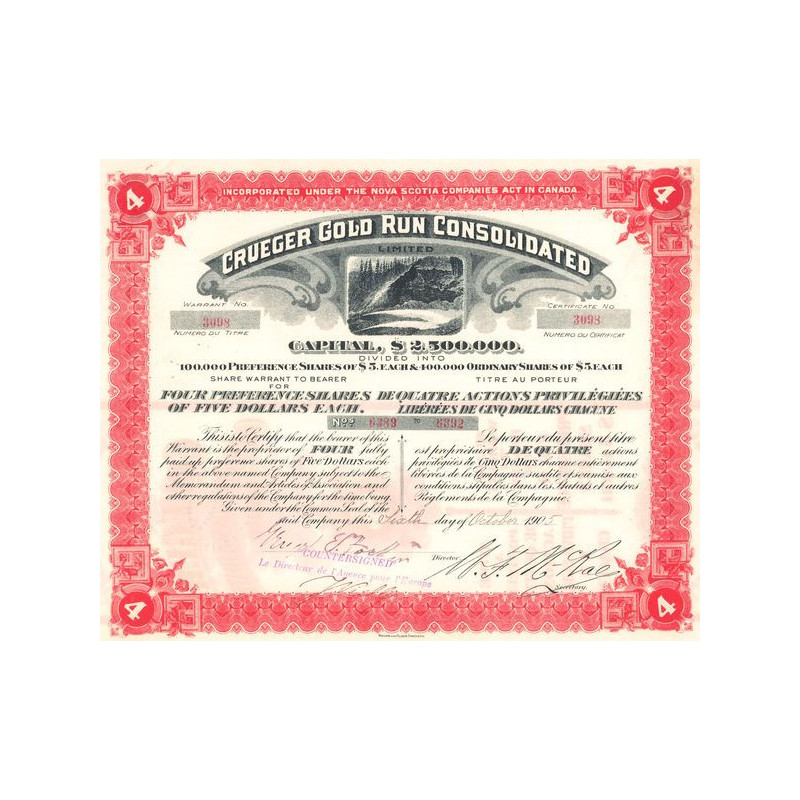 INCORPORATED UNDER THE NOVA SCOTIA COMPANIES ACT IN CANADA.
4
4
CRUEGER GOLD RUN CONSOLIDATED
LIMITED
WARRANT No.
3098
NUMERO DU TITRE
CERTIFICATE No
3098
NUMERO DU CERTIFICAT
CAPITAL, $ 2.500.000.
DIVIDED INTO
100.000 PREFERENCE SHARES OF $5. EACH & 400.000 ORDINARY SHARES OF $5. EACH
SHARE WARRANT TO BEARER
FOR
FOUR PREFERENCE SHARES
OF FIVE DOLLARS EACH.
TITRE AU PORTEUR
DE QUATRE ACTIONS PRIVILÉGIÉES
LIBÉRÉES DE CINQ DOLLARS CHACUNE
Nos 6389 TO 6392
This is to Certify that the bearer of this
Warrant is the proprietor of FOUR fully
paid up preference shares of Five Dollars each
in the above named Company subject to the
Memorandum and Articles of Association and
other regulations of the Company for the time being.
Le porteur du présent titre
est propriétaire DE QUATRE actions
privilégiées de Cinq Dollars chacune entièrement
libérées de la Compagnie susdite et soumise aux
conditions stipulées dans les Statuts et autres
Règlements de la Compagnie.
Given under the Common Seal of the
said Company this Sixth day of October 1905.
COUNTERSIGNED
Le Directeur de l'Agence pour l'Europe
Director
W. F. McRae
Secretary.
4
4